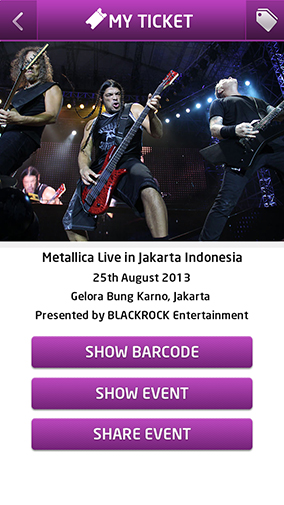 MY TICKET
Metallica Live in Jakarta Indonesia
25th August 2013
Gelora Bung Karno, Jakarta
Presented by BLACKROCK Entertainment
SHOW BARCODE
SHOW EVENT
SHARE EVENT